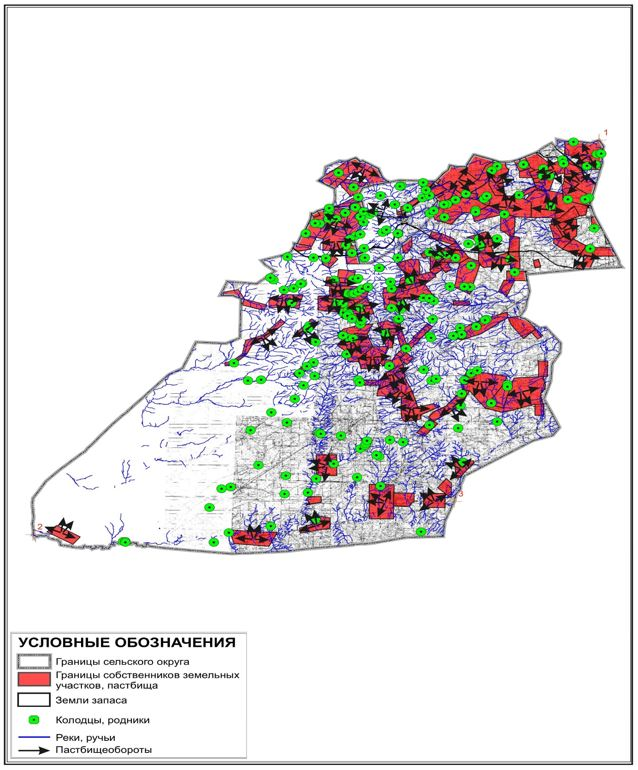 1
2
3
УСЛОВНЫЕ ОБОЗНАЧЕНИЯ
Границы сельского округа
Границы собственников земельных
участков, пастбища
Земли запаса
Колодцы, родники
Реки, ручьи
Пастбищеобороты